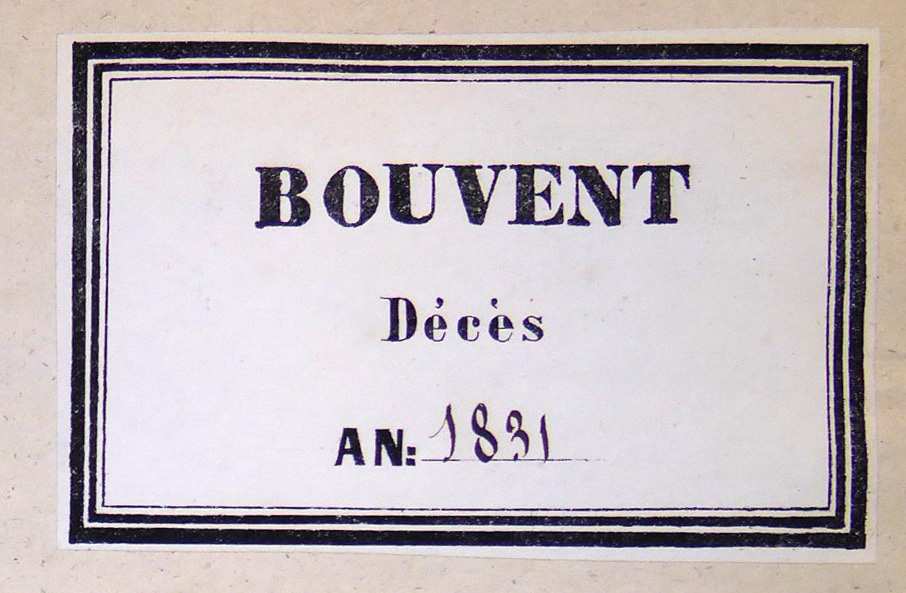 BOUVENT
Décès
AN: 1831